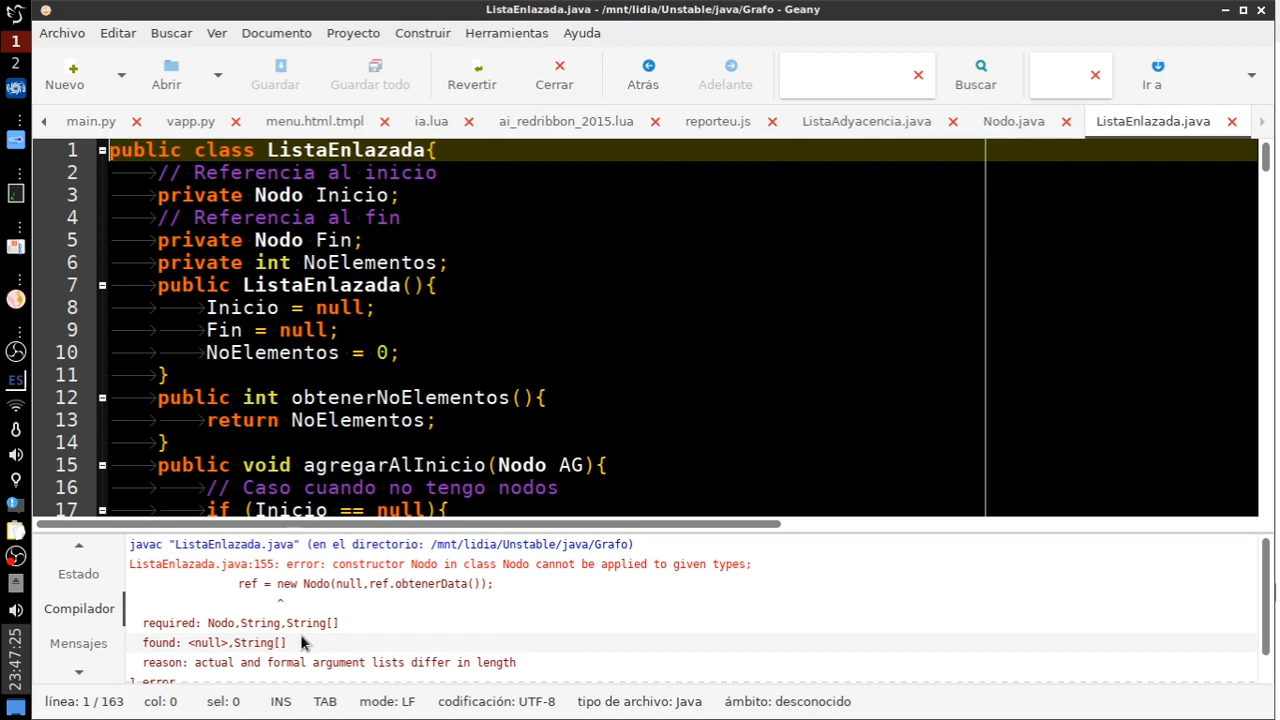 ListaEnlazada.java - /mnt/lidia/Unstable/java/Grafo - Geany
1
2
ES
23:47:25
Archivo Editar Buscar Ver Documento Proyecto Construir Herramientas Ayuda
Nuevo Abrir Guardar Guardar todo Revertir Cerrar Atrás Adelante Buscar Ir a
main.py vapp.py menu.html.tmpl ia.lua ai_redribbon_2015.lua reporteu.js ListaAdyacencia.java Nodo.java ListaEnlazada.java
1 public class ListaEnlazada{
2 // Referencia al inicio
3 private Nodo Inicio;
4 // Referencia al fin
5 private Nodo Fin;
6 private int NoElementos;
7 public ListaEnlazada(){
8 Inicio = null;
9 Fin = null;
10 NoElementos = 0;
11 }
12 public int obtenerNoElementos(){
13 return NoElementos;
14 }
15 public void agregarAlInicio(Nodo AG){
16 // Caso cuando no tengo nodos
17 if (Inicio == null){
Estado
Compilador
Mensajes
javac "ListaEnlazada.java" (en el directorio: /mnt/lidia/Unstable/java/Grafo)
ListaEnlazada.java:155: error: constructor Nodo in class Nodo cannot be applied to given types;
ref = new Nodo(null,ref.obtenerData());
^
required: Nodo,String,String[]
found: <null>,String[]
reason: actual and formal argument lists differ in length
1 error
línea: 1 / 163 col: 0 sel: 0 INS TAB mode: LF codificación: UTF-8 tipo de archivo: Java ámbito: desconocido